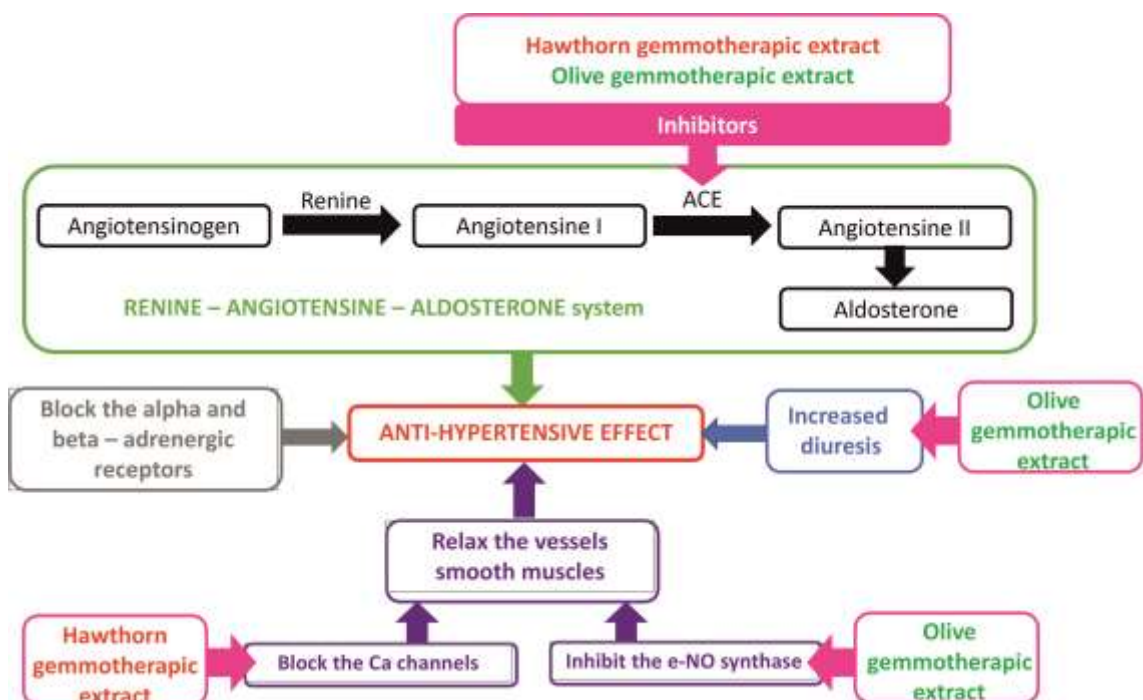 Hawthorn gemmotherapic extract
Olive gemmotherapic extract
Inhibitors
Renine
ACE
Angiotensinogen
Angiotensine I
Angiotensine II
RENINE – ANGIOTENSINE – ALDOSTERONE system
Aldosterone
Block the alpha and
beta – adrenergic
receptors
ANTI-HYPERTENSIVE EFFECT
Increased
diuresis
Olive
gemmotherapic
extract
Relax the vessels
smooth muscles
Hawthorn
gemmotherapic
extract
Block the Ca channels
Inhibit the e-NO synthase
Olive
gemmotherapic
extract